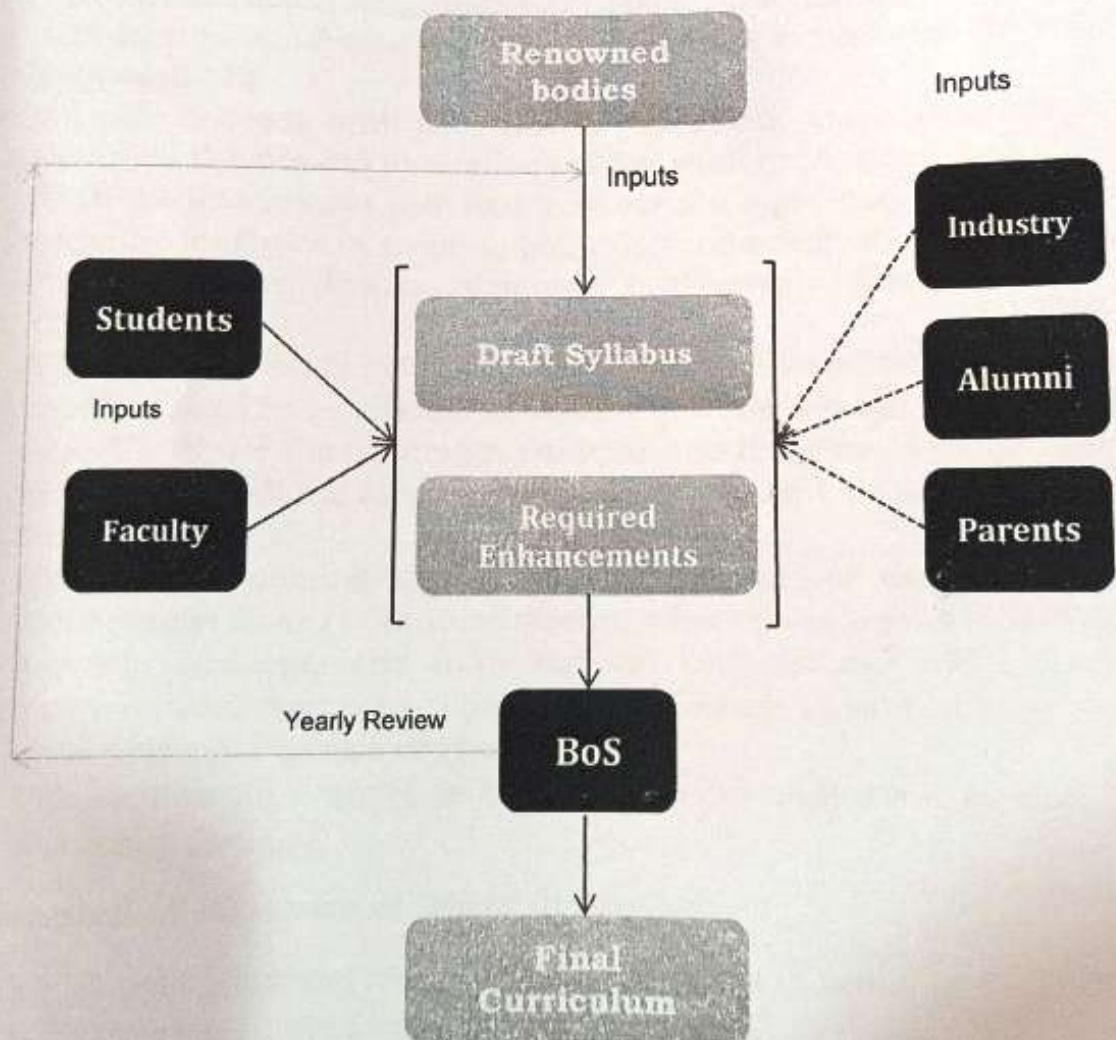 Renowned
bodies
Inputs
Inputs
Industry
Students
Draft Syllabus
Alumni
Inputs
Faculty
Required
Enhancements
Parents
Yearly Review
BoS
Final
Curriculum